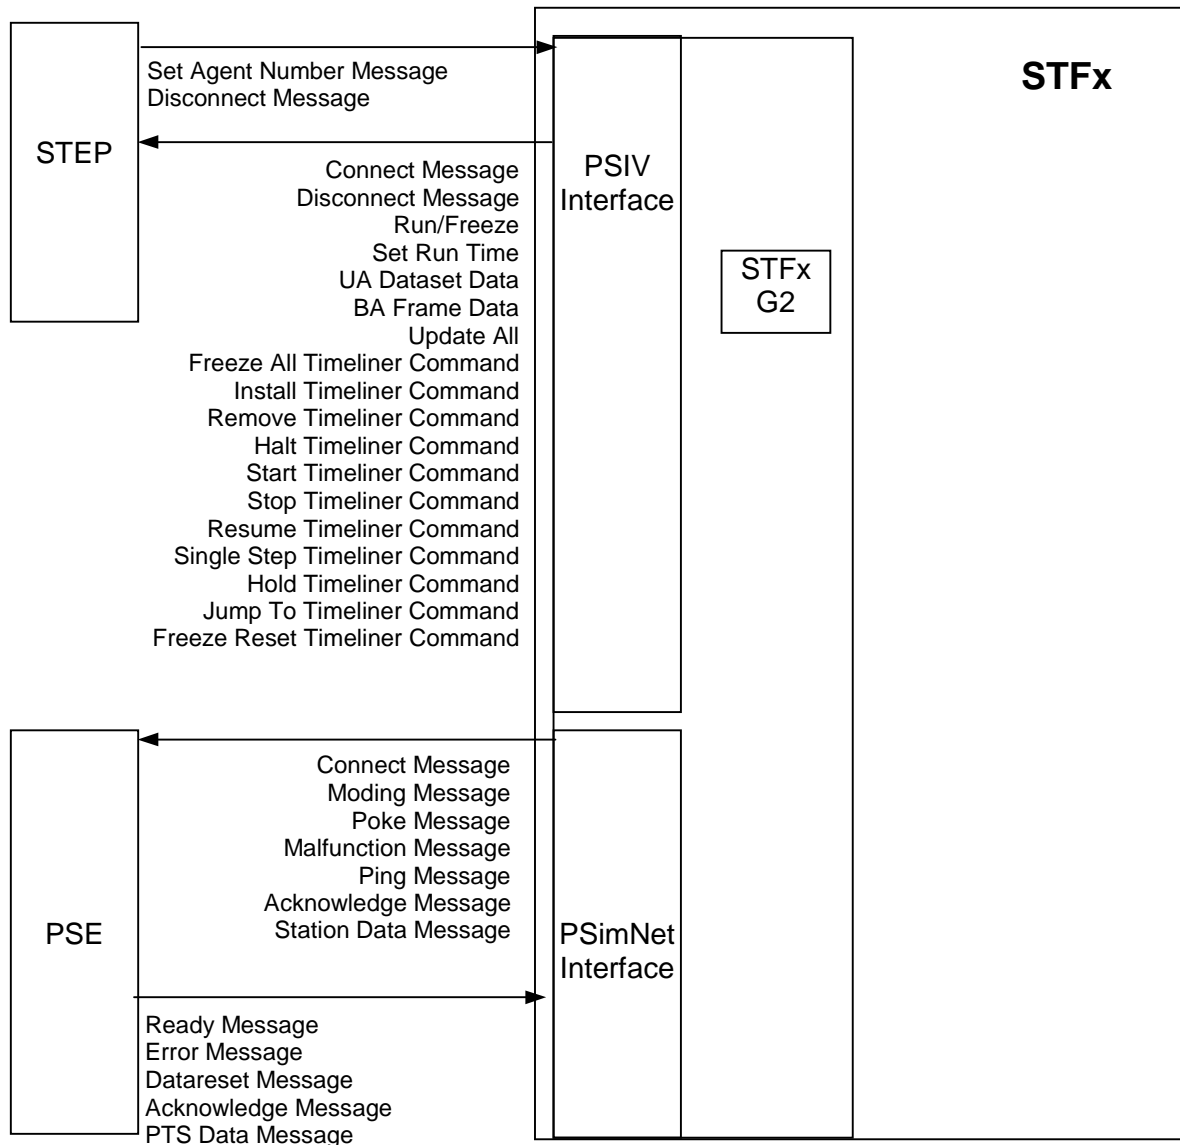 STFx
Set Agent Number Message
Disconnect Message
STEP
PSIV
Interface
Connect Message
Disconnect Message
Run/Freeze
Set Run Time
UA Dataset Data
BA Frame Data
Update All
Freeze All Timeliner Command
Install Timeliner Command
Remove Timeliner Command
Halt Timeliner Command
Start Timeliner Command
Stop Timeliner Command
Resume Timeliner Command
Single Step Timeliner Command
Hold Timeliner Command
Jump To Timeliner Command
Freeze Reset Timeliner Command
STFx
G2
Connect Message
Moding Message
Poke Message
Malfunction Message
Ping Message
Acknowledge Message
Station Data Message
PSE
PSimNet
Interface
Ready Message
Error Message
Datareset Message
Acknowledge Message
PTS Data Message